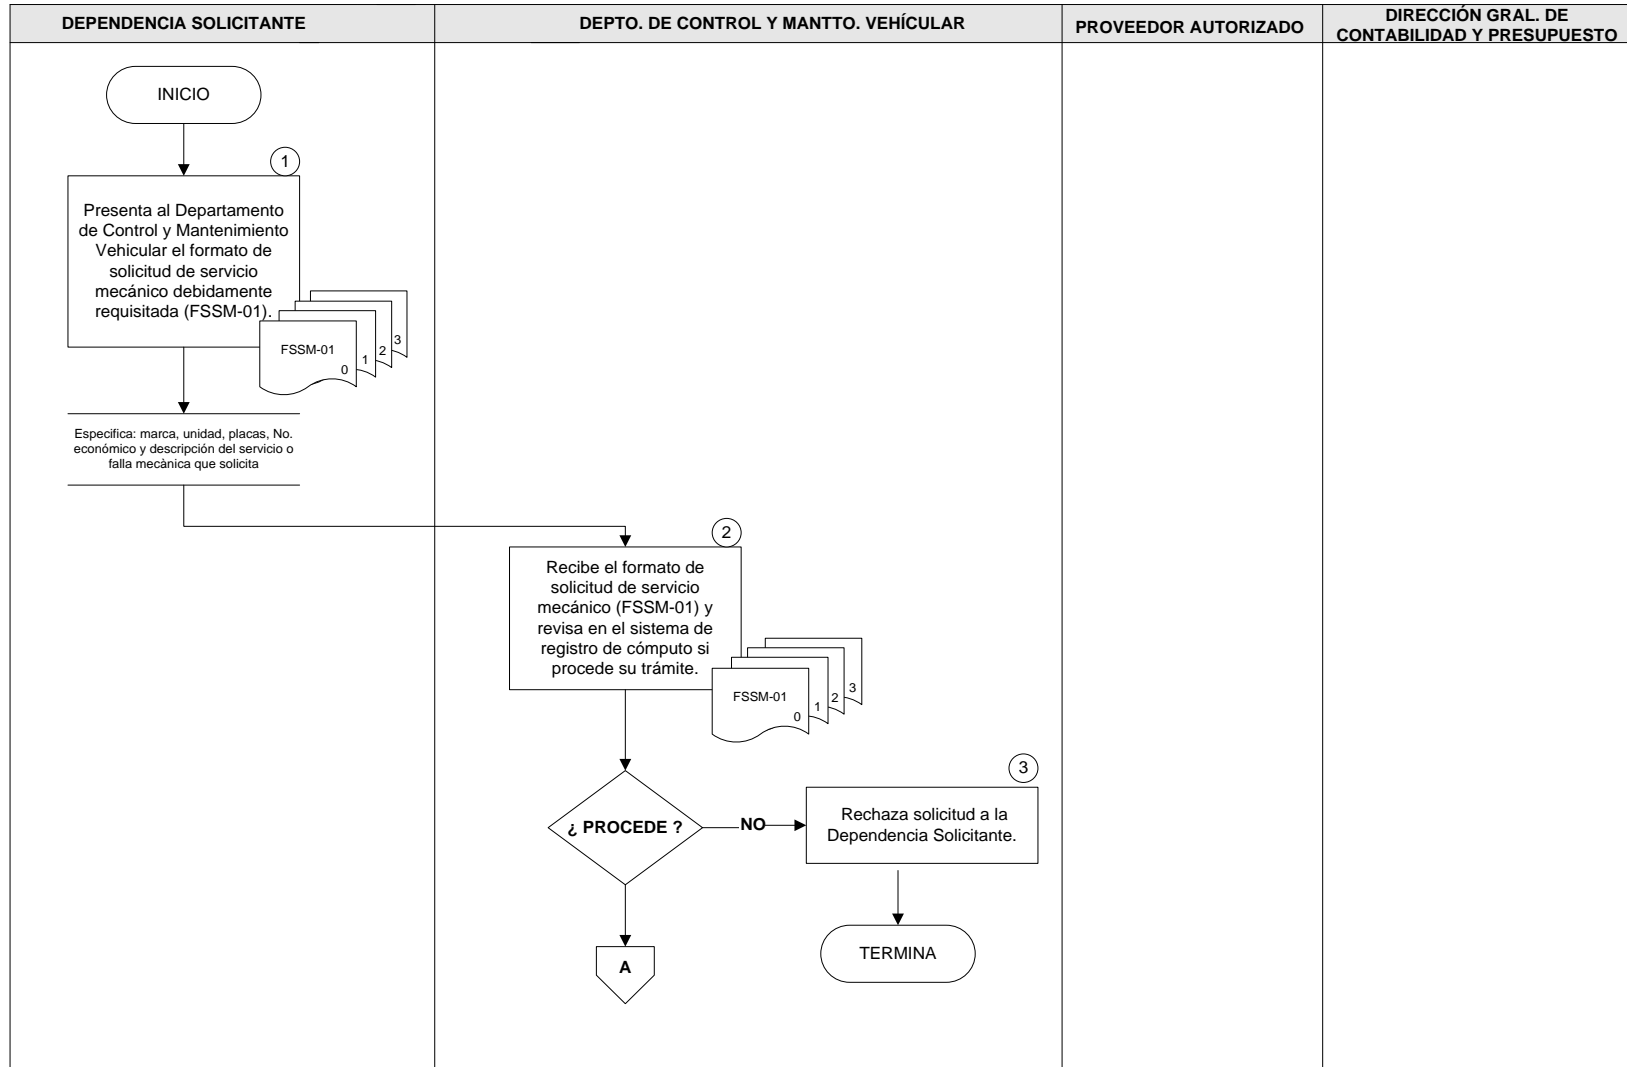 DEPENDENCIA SOLICITANTE
DEPTO. DE CONTROL Y MANTTO. VEHÍCULAR
PROVEEDOR AUTORIZADO
DIRECCIÓN GRAL. DE
CONTABILIDAD Y PRESUPUESTO
INICIO
1
Presenta al Departamento
de Control y Mantenimiento
Vehicular el formato de
solicitud de servicio
mecánico debidamente
requisitada (FSSM-01).
FSSM-01
0
1
2
3
Especifica: marca, unidad, placas, No.
económico y descripción del servicio o
falla mecànica que solicita
2
Recibe el formato de
solicitud de servicio
mecánico (FSSM-01) y
revisa en el sistema de
registro de cómputo si
procede su trámite.
FSSM-01
0
1
2
3
¿ PROCEDE ?
NO
3
Rechaza solicitud a la
Dependencia Solicitante.
A
TERMINA